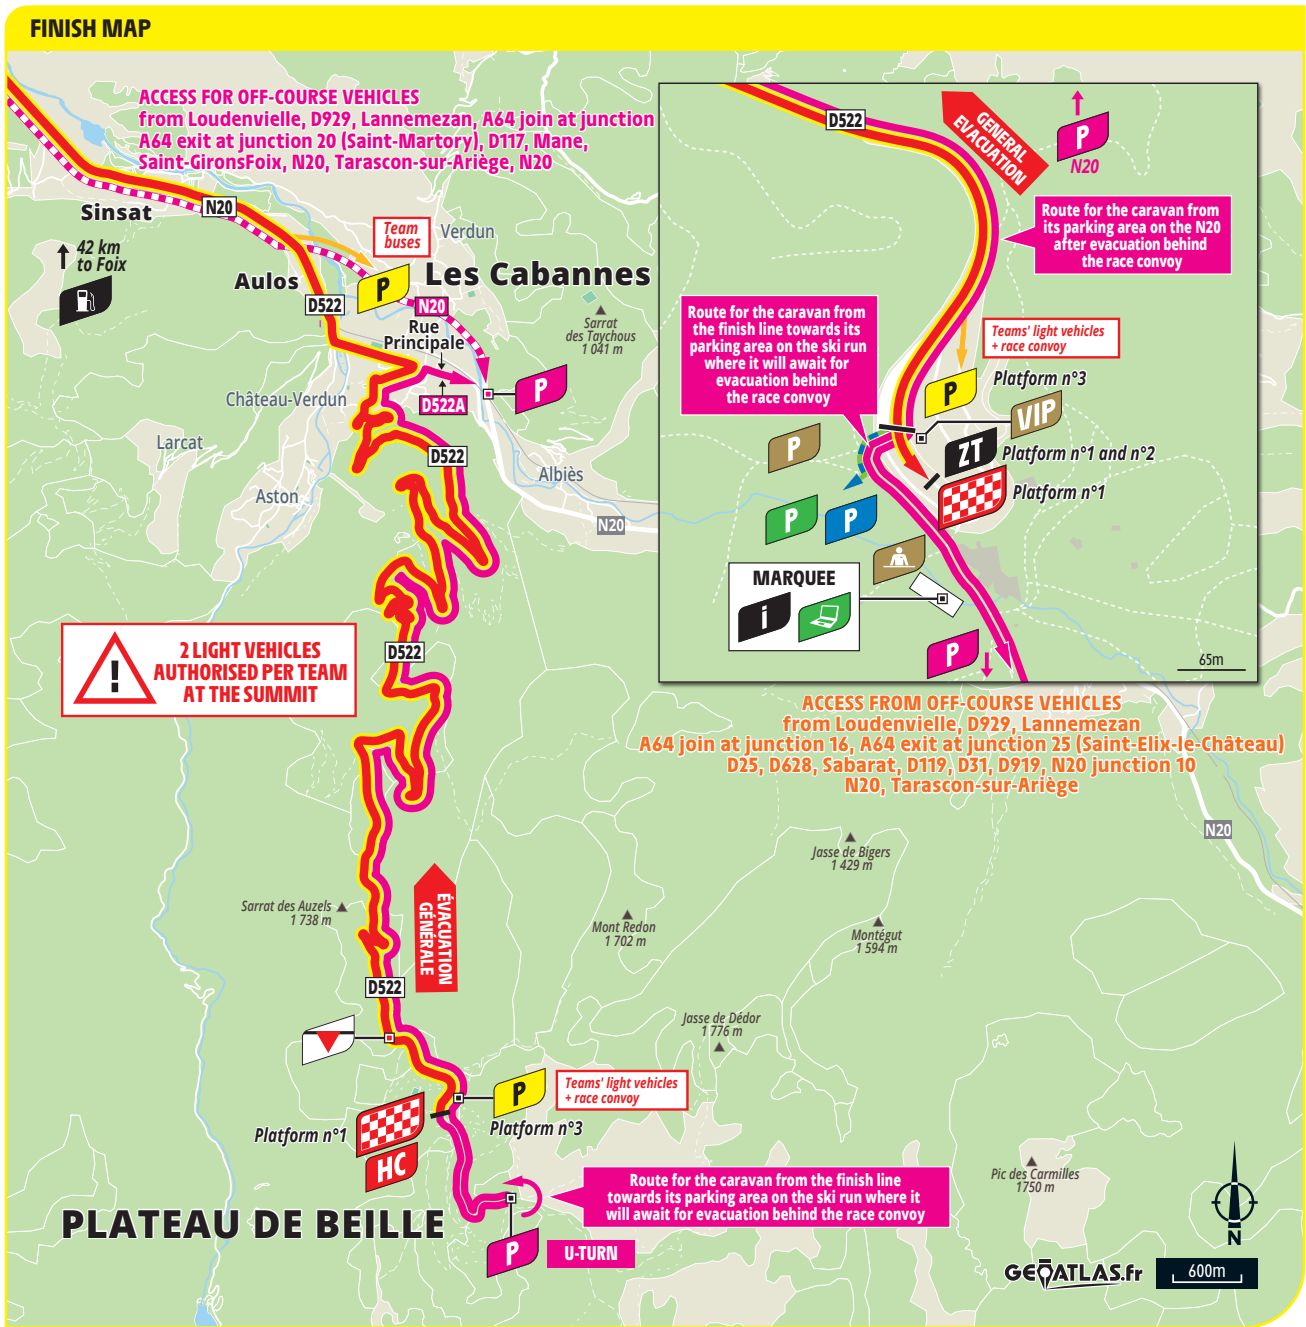 FINISH MAP
ACCESS FOR OFF-COURSE VEHICLES
from Loudenvielle, D929, Lannemezan, A64 join at junction
A64 exit at junction 20 (Saint-Martory), D117, Mane,
Saint-GironsFoix, N20, Tarascon-sur-Ariège, N20
Sinsat
N20
42 km
to Foix
Team
buses
Verdun
Aulos
P
Les Cabannes
D522
N20
Rue
Principale
Sarrat
des Taychous
1 041 m
P
D522A
Château-Verdun
Larcat
D522
Albiès
Aston
N20
D522
GENERAL
EVACUATION
P
N20
Route for the caravan from
its parking area on the N20
after evacuation behind
the race convoy
Route for the caravan from
the finish line towards its
parking area on the ski run
where it will await for
evacuation behind
the race convoy
Teams' light vehicles
+ race convoy
P
Platform n°3
VIP
P
ZT
Platform n°1 and n°2
Platform n°1
P
P
MARQUEE
i
P
65m
2 LIGHT VEHICLES
AUTHORISED PER TEAM
AT THE SUMMIT
!
D522
ACCESS FROM OFF-COURSE VEHICLES
from Loudenvielle, D929, Lannemezan
A64 join at junction 16, A64 exit at junction 25 (Saint-Elix-le-Château)
D25, D628, Sabarat, D119, D31, D919, N20 junction 10
N20, Tarascon-sur-Ariège
N20
Jasse de Bigers
1 429 m
Sarrat des Auzels
1 738 m
ÉVACUATION
GÉNÉRALE
Mont Redon
1 702 m
Montégut
1 594 m
D522
Jasse de Dédor
1 776 m
P
Teams' light vehicles
+ race convoy
Platform n°1
Platform n°3
HC
Pic des Carmilles
1750 m
Route for the caravan from the finish line
towards its parking area on the ski run where it
will await for evacuation behind the race convoy
PLATEAU DE BEILLE
P
U-TURN
N
GEOATLAS.fr
600m